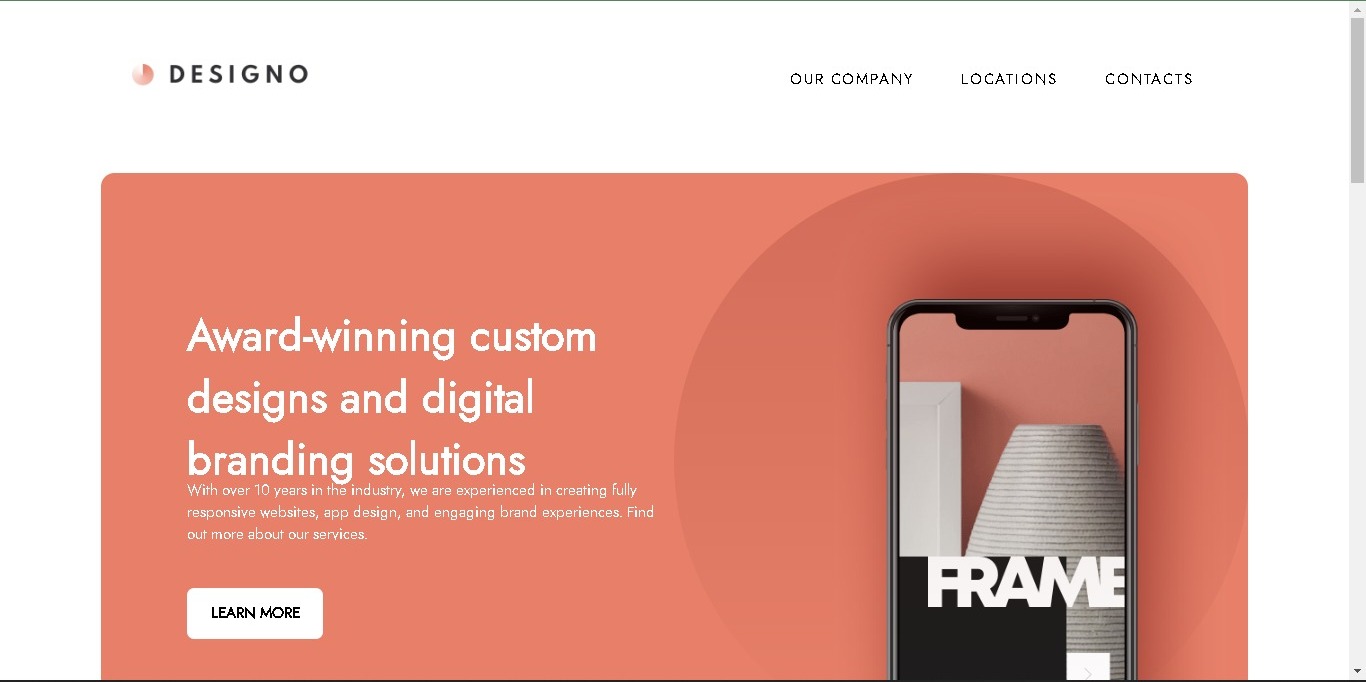 DESIGNO
OUR COMPANY
LOCATIONS
CONTACTS
Award-winning custom
designs and digital
branding solutions
With over 10 years in the industry, we are experienced in creating fully
responsive websites, app design, and engaging brand experiences. Find
out more about our services.
LEARN MORE
FRAME